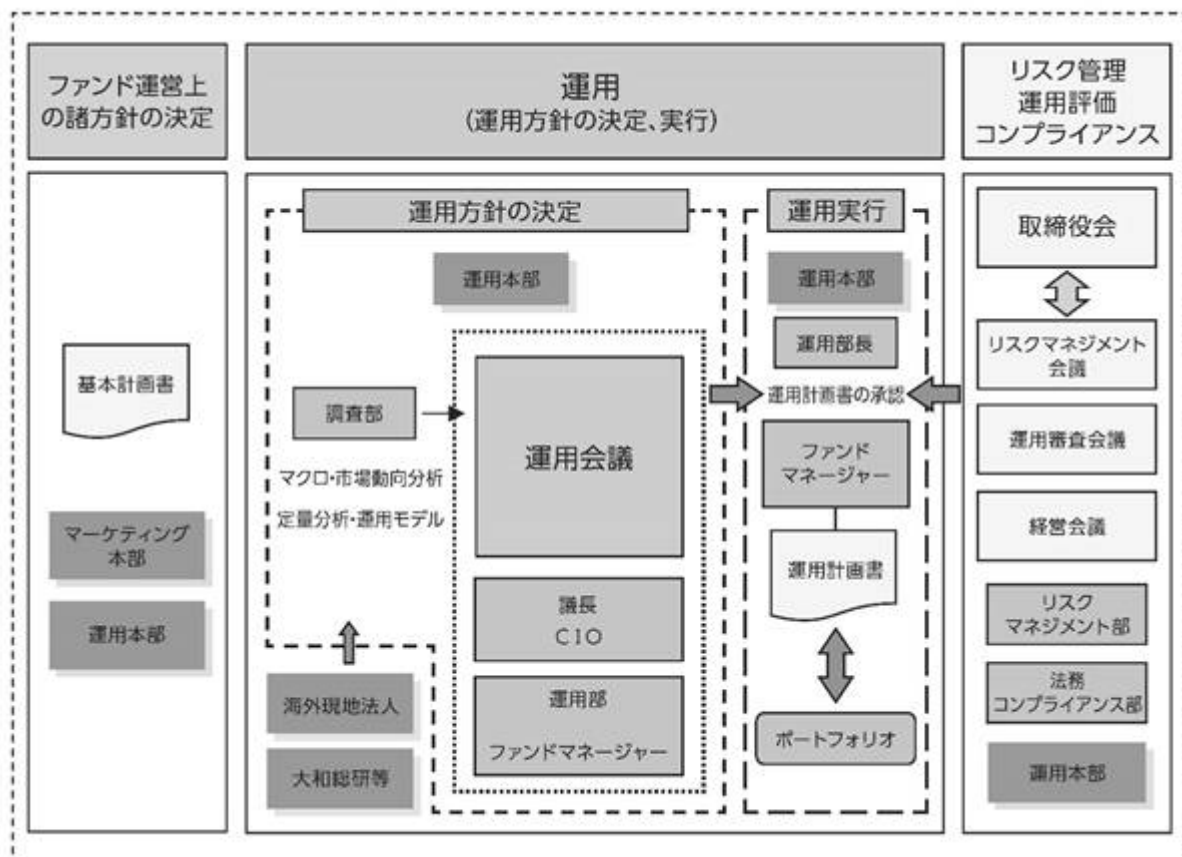 ファンド運営上
の諸方針の決定
運用
(運用方針の決定、実行)
リスク管理
運用評価
コンプライアンス
基本計画書
マーケティング
本部
運用本部
運用方針の決定
運用本部
調査部
マクロ・市場動向分析
定量分析・運用モデル
運用会議
議長
CIO
運用部
ファンドマネージャー
海外現地法人
大和総研等
運用実行
運用本部
運用部長
運用計画書の承認
ファンド
マネージャー
運用計画書
ポートフォリオ
取締役会
リスクマネジメント
会議
運用審査会議
経営会議
リスク
マネジメント部
法務
コンプライアンス部
運用本部